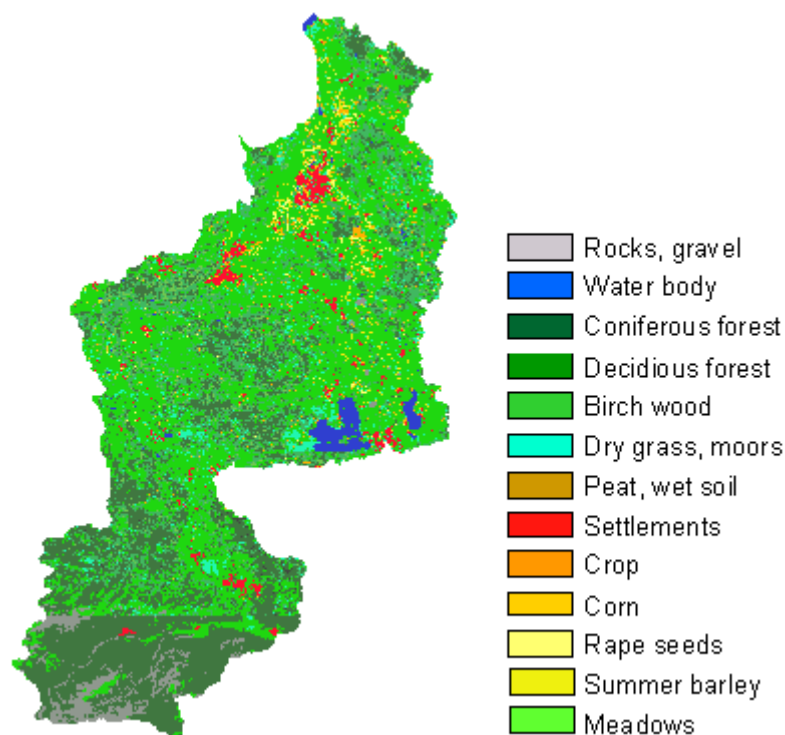 Rocks, gravel
Water body
Coniferous forest
Decidious forest
Birch wood
Dry grass, moors
Peat, wet soil
Settlements
Crop
Corn
Rape seeds
Summer barley
Meadows